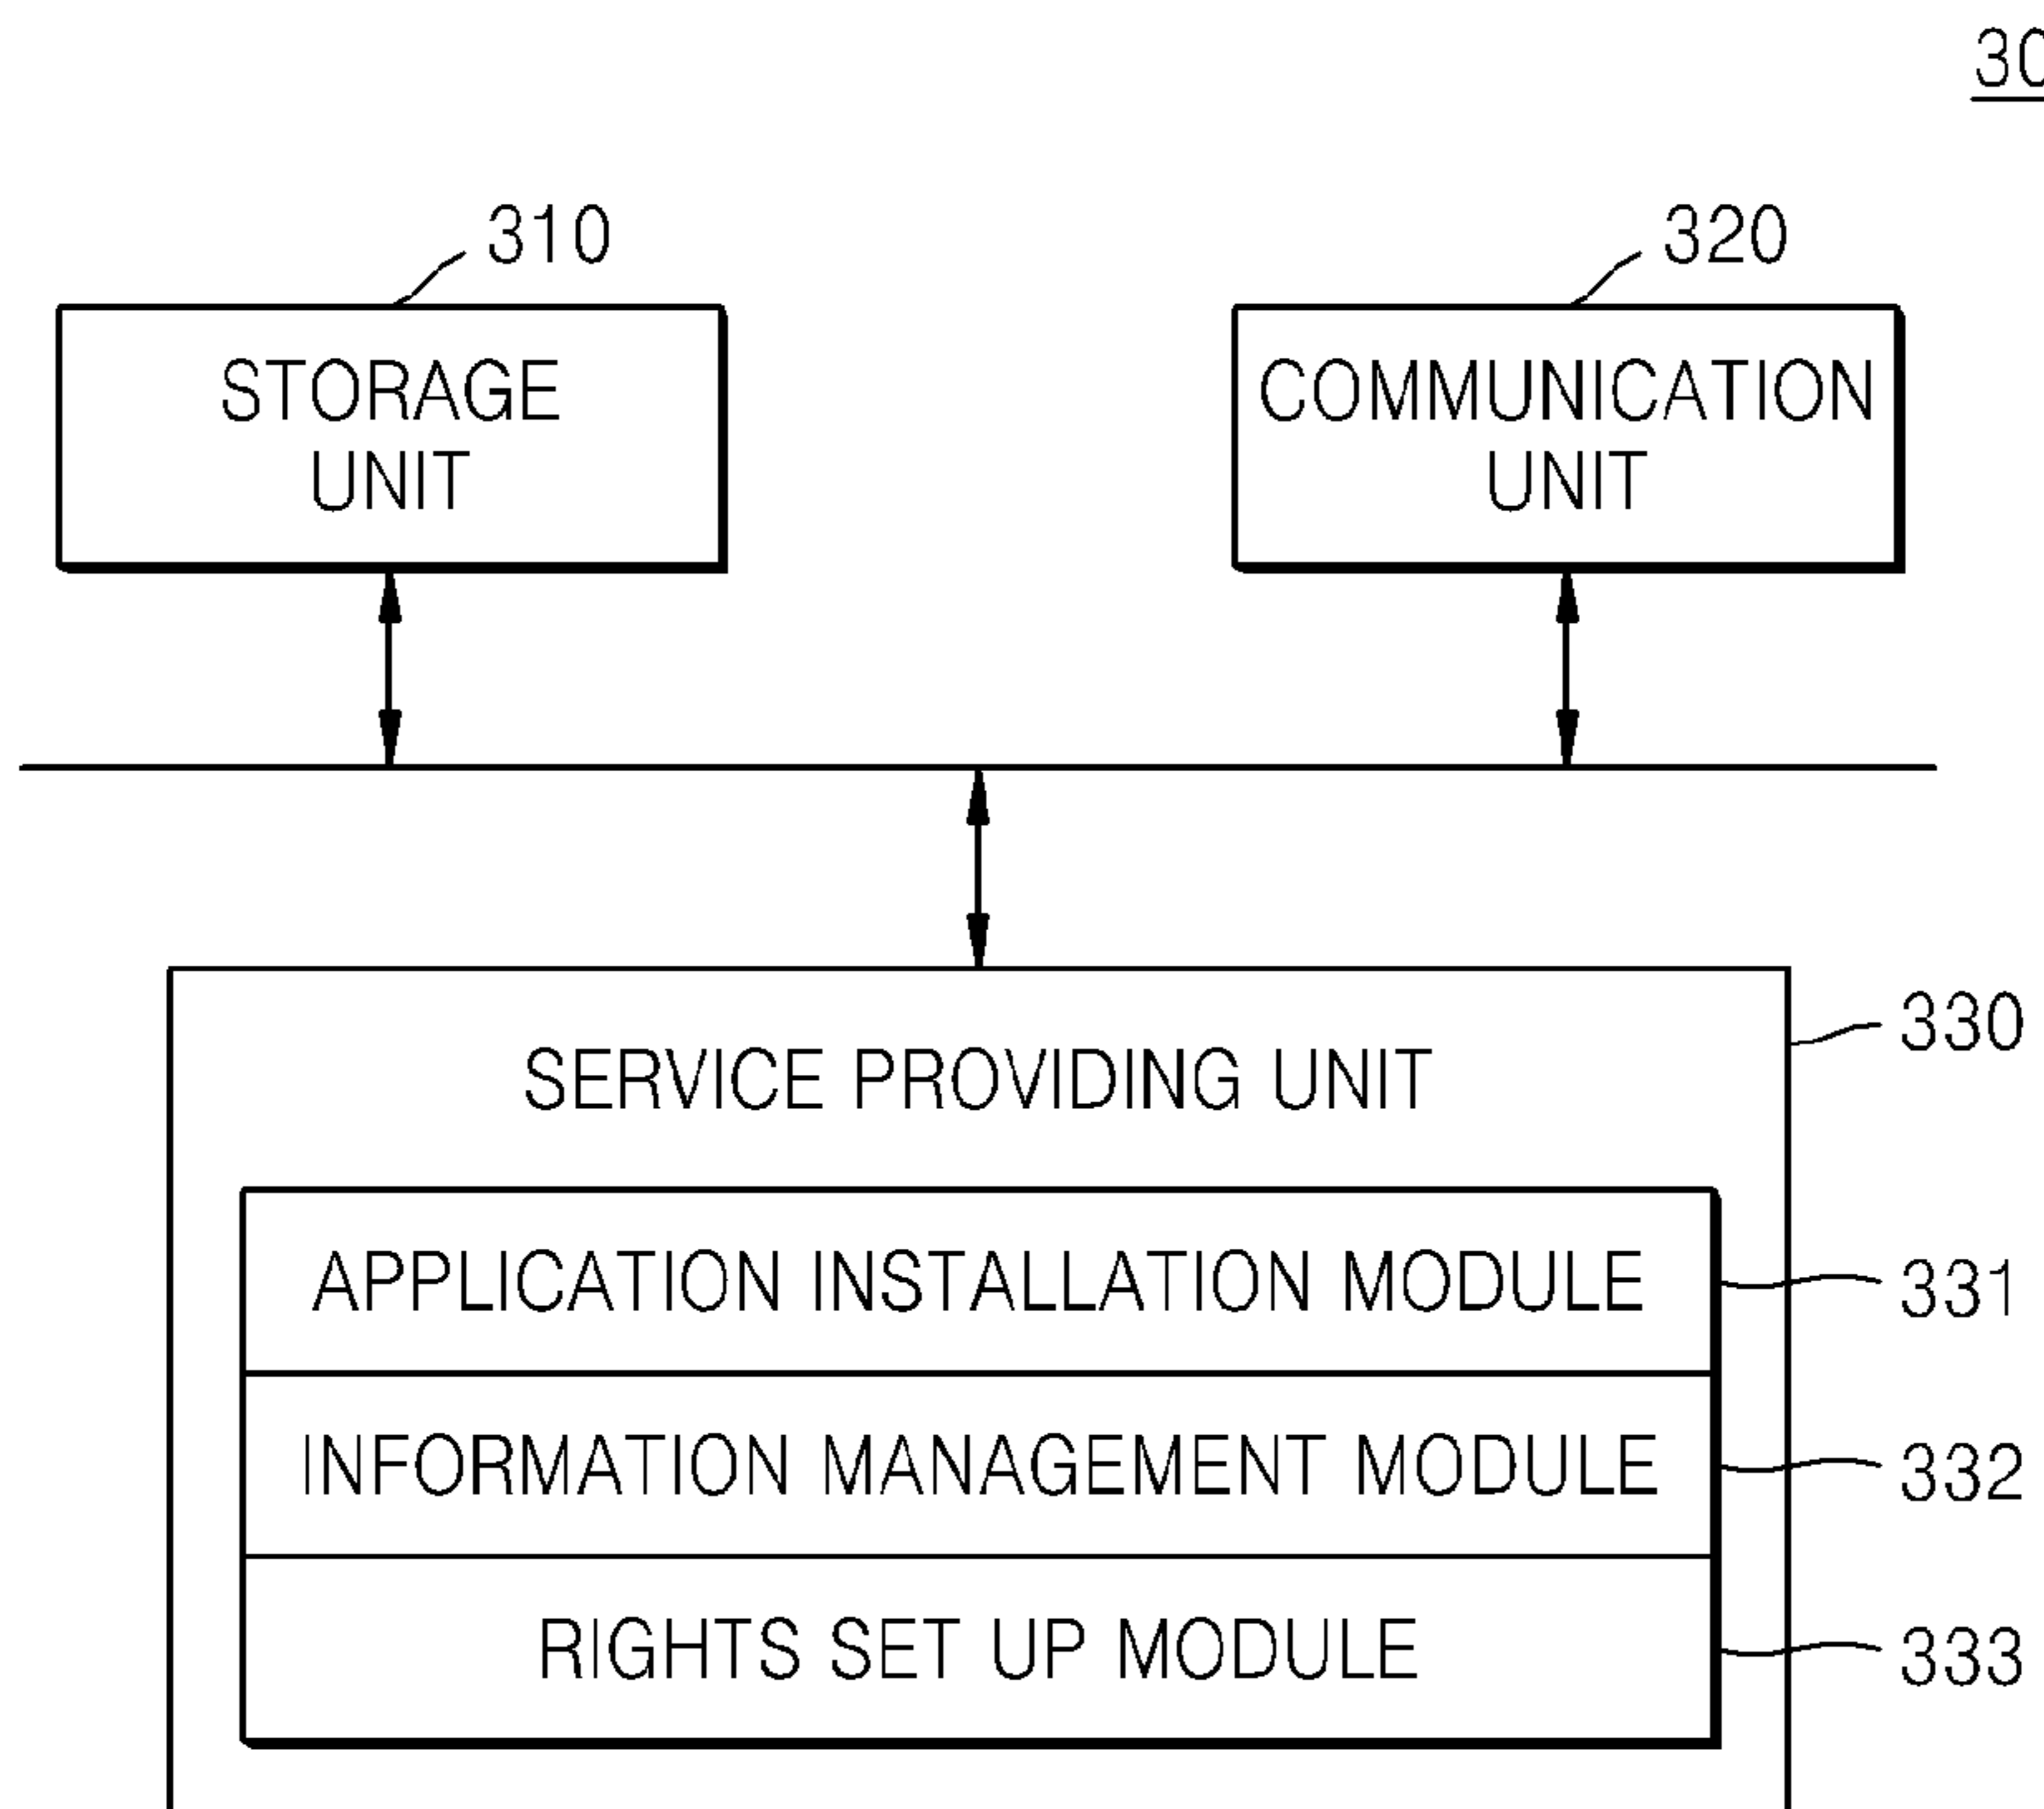 310
320
STORAGE
UNIT
COMMUNICATION
UNIT
330
SERVICE PROVIDING UNIT
APPLICATION INSTALLATION MODULE
331
INFORMATION MANAGEMENT MODULE
332
RIGHTS SET UP MODULE
333